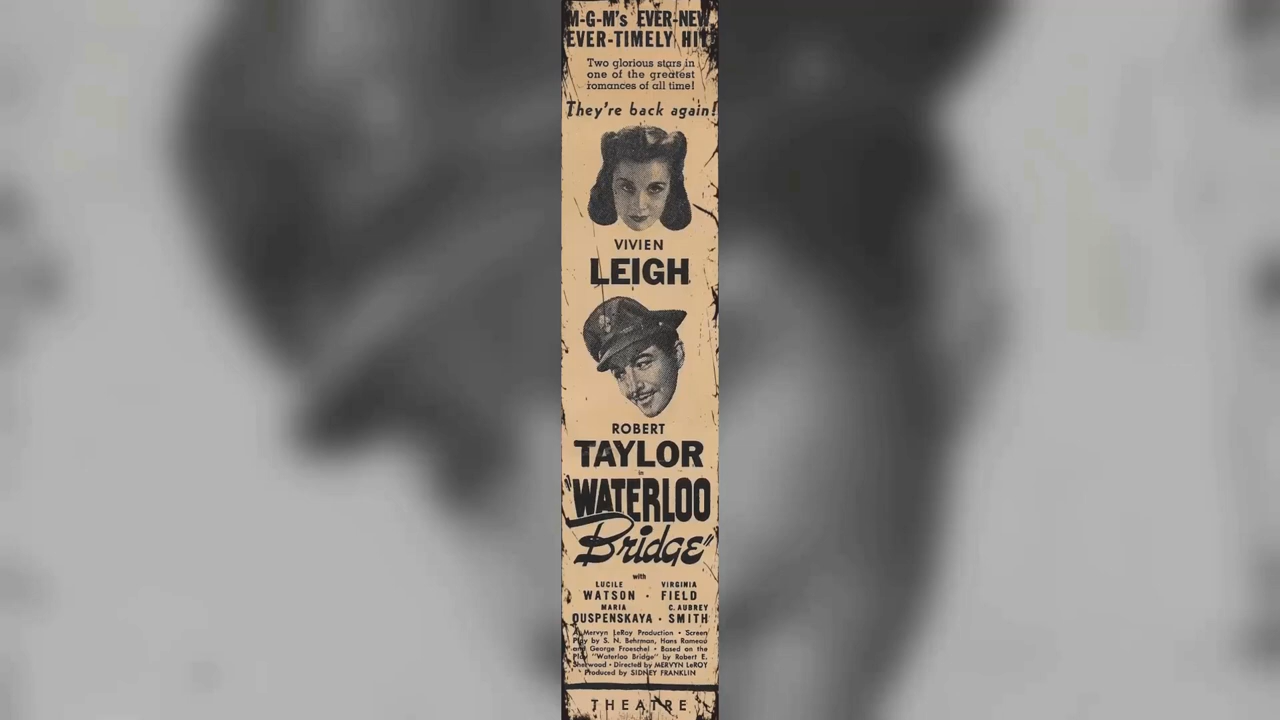 M-G-M's EVER-NEW,
EVER-TIMELY HIT!
Two glorious stars in
one of the greatest
romances of all time!
They're back again!
VIVIEN
LEIGH
ROBERT
TAYLOR
in
"WATERLOO
Bridge"
with
LUCILE VIRGINIA
WATSON · FIELD
MARIA C. AUBREY
OUSPENSKAYA · SMITH
A Mervyn LeRoy Production • Screen
Play by S. N. Behrman, Hans Rameau
and George Froeschel • Based on the
Play "Waterloo Bridge" by Robert E.
Sherwood • Directed by MERVYN LeROY
Produced by SIDNEY FRANKLIN
THEATRE